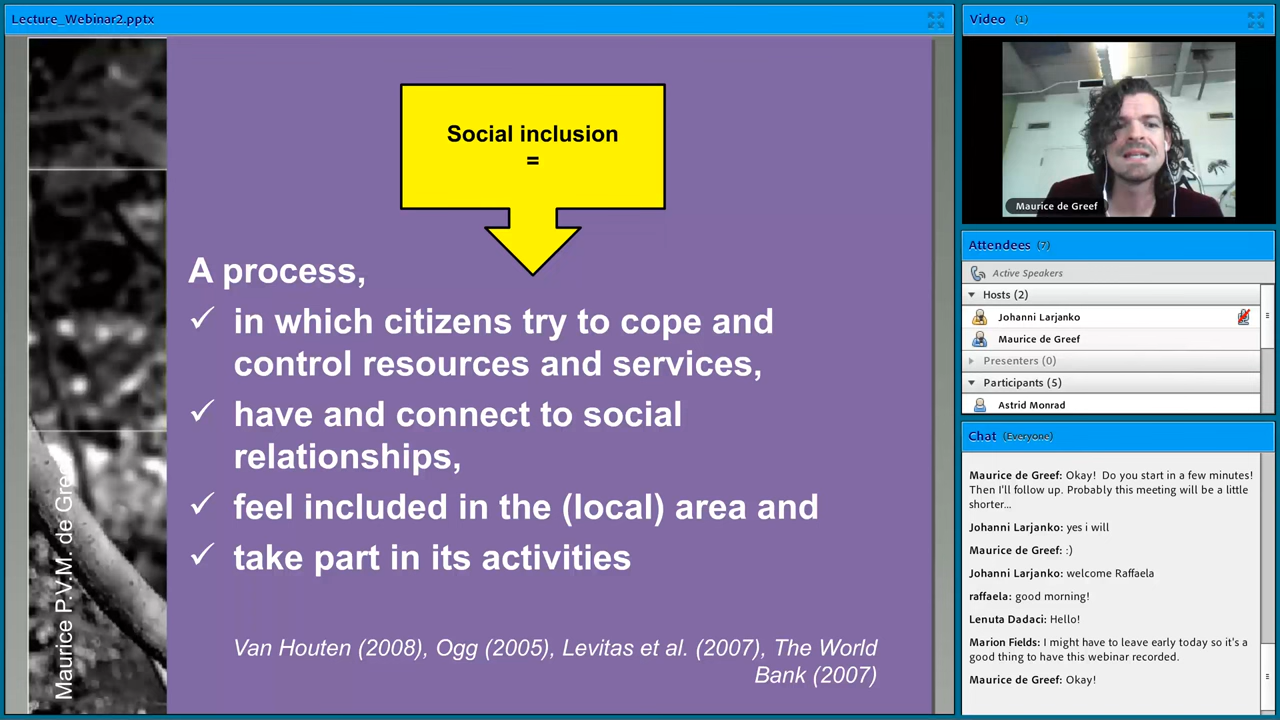 Lecture_Webinar2.pptx
Social inclusion
=
A process,
✓ in which citizens try to cope and
control resources and services,
✓ have and connect to social
relationships,
✓ feel included in the (local) area and
✓ take part in its activities
Van Houten (2008), Ogg (2005), Levitas et al. (2007), The World
Bank (2007)
Maurice P.V.M. de Gree
Video (1)
Maurice de Greef
Attendees (7)
Active Speakers
Hosts (2)
Johanni Larjanko
Maurice de Greef
Presenters (0)
Participants (5)
Astrid Monrad
Chat (Everyone)
Maurice de Greef: Okay! Do you start in a few minutes!
Then I'll follow up. Probably this meeting will be a little
shorter...
Johanni Larjanko: yes i will
Maurice de Greef: :)
Johanni Larjanko: welcome Raffaela
raffaela: good morning!
Lenuta Dadaci: Hello!
Marion Fields: I might have to leave early today so it's a
good thing to have this webinar recorded.
Maurice de Greef: Okay!